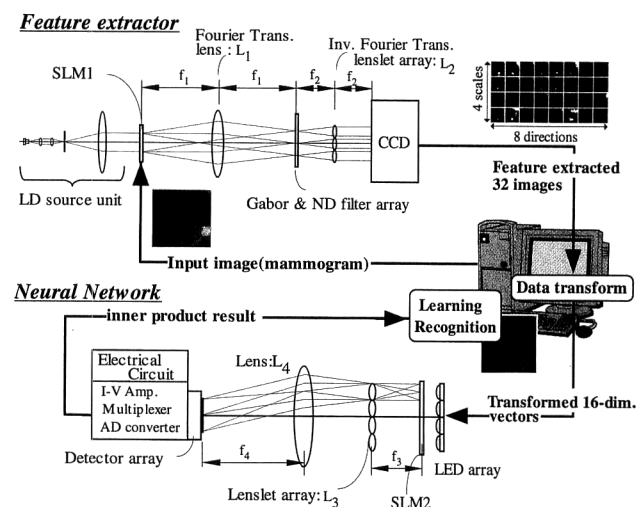 Feature extractor
Fourier Trans.
lens : L1
Inv. Fourier Trans.
lenslet array: L2
SLM1
f1
f1
f2
f2
4 scales
8 directions
CCD
LD source unit
Gabor & ND filter array
Feature extracted
32 images
Input image(mammogram)
Data transform
Neural Network
inner product result
Learning
Recognition
Electrical
Circuit
I-V Amp.
Multiplexer
AD converter
Lens:L4
Transformed 16-dim.
vectors
Detector array
f4
f3
LED array
Lenslet array: L3
SLM2